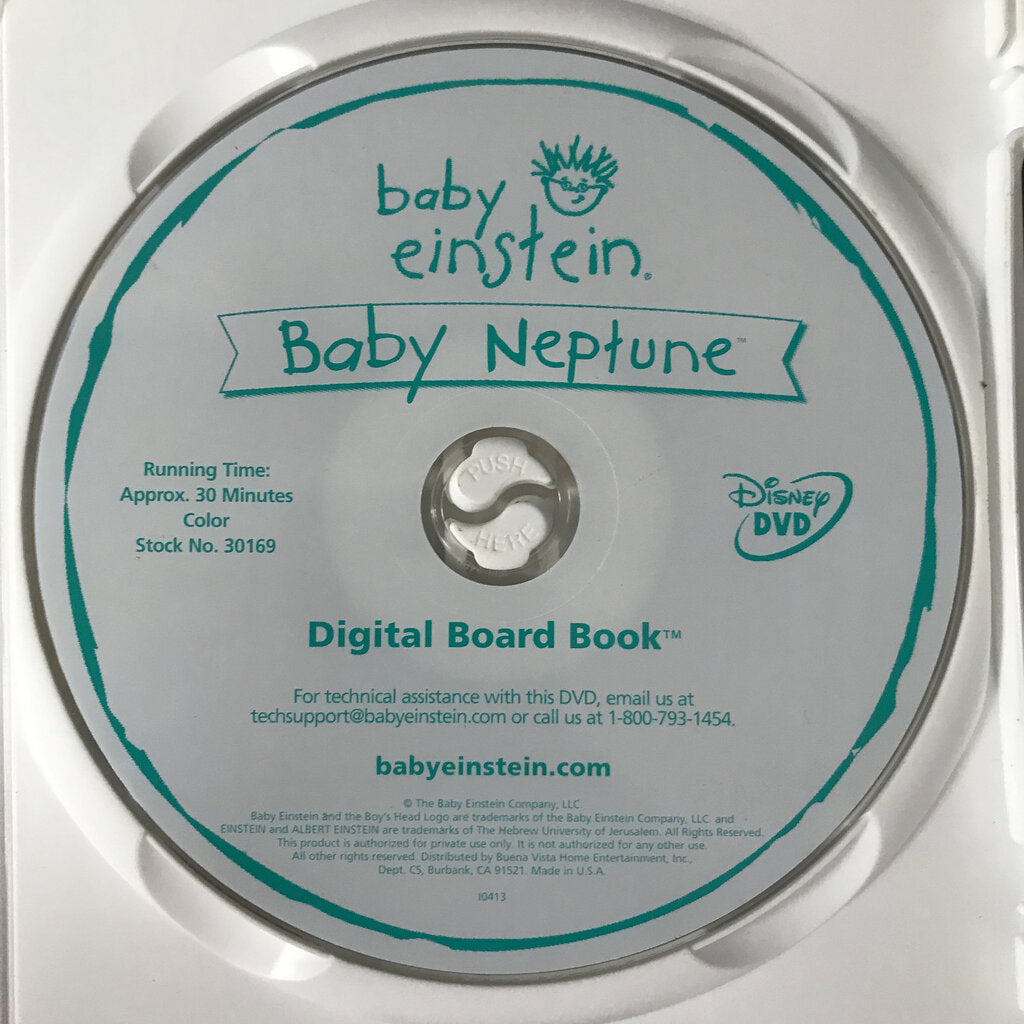 baby
einstein®
Baby Neptune™
PUSH
HERE
Running Time:
Approx. 30 Minutes
Color
Stock No. 30169
DISNEY
DVD
Digital Board Book™
For technical assistance with this DVD, email us at
techsupport@babyeinstein.com or call us at 1-800-793-1454.
babyeinstein.com
© The Baby Einstein Company, LLC.
Baby Einstein and the Boy's Head Logo are trademarks of the Baby Einstein Company, LLC. and
EINSTEIN and ALBERT EINSTEIN are trademarks of The Hebrew University of Jerusalem. All Rights Reserved.
This product is authorized for private use only. It is not authorized for any other use.
All other rights reserved. Distributed by Buena Vista Home Entertainment, Inc.,
Dept. CS, Burbank, CA 91521. Made in U.S.A.
I0413